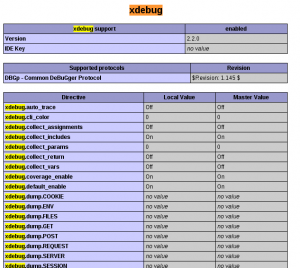 xdebug
xdebug support enabled
Version 2.2.0
IDE Key no value
Supported protocols Revision
DBGp - Common DeBuGger Protocol $Revision: 1.145 $
Directive Local Value Master Value
xdebug.auto_trace Off Off
xdebug.cli_color 0 0
xdebug.collect_assignments Off Off
xdebug.collect_includes On On
xdebug.collect_params 0 0
xdebug.collect_return Off Off
xdebug.collect_vars Off Off
xdebug.coverage_enable On On
xdebug.default_enable On On
xdebug.dump.COOKIE no value no value
xdebug.dump.ENV no value no value
xdebug.dump.FILES no value no value
xdebug.dump.GET no value no value
xdebug.dump.POST no value no value
xdebug.dump.REQUEST no value no value
xdebug.dump.SERVER no value no value
xdebug.dump.SESSION no value no value